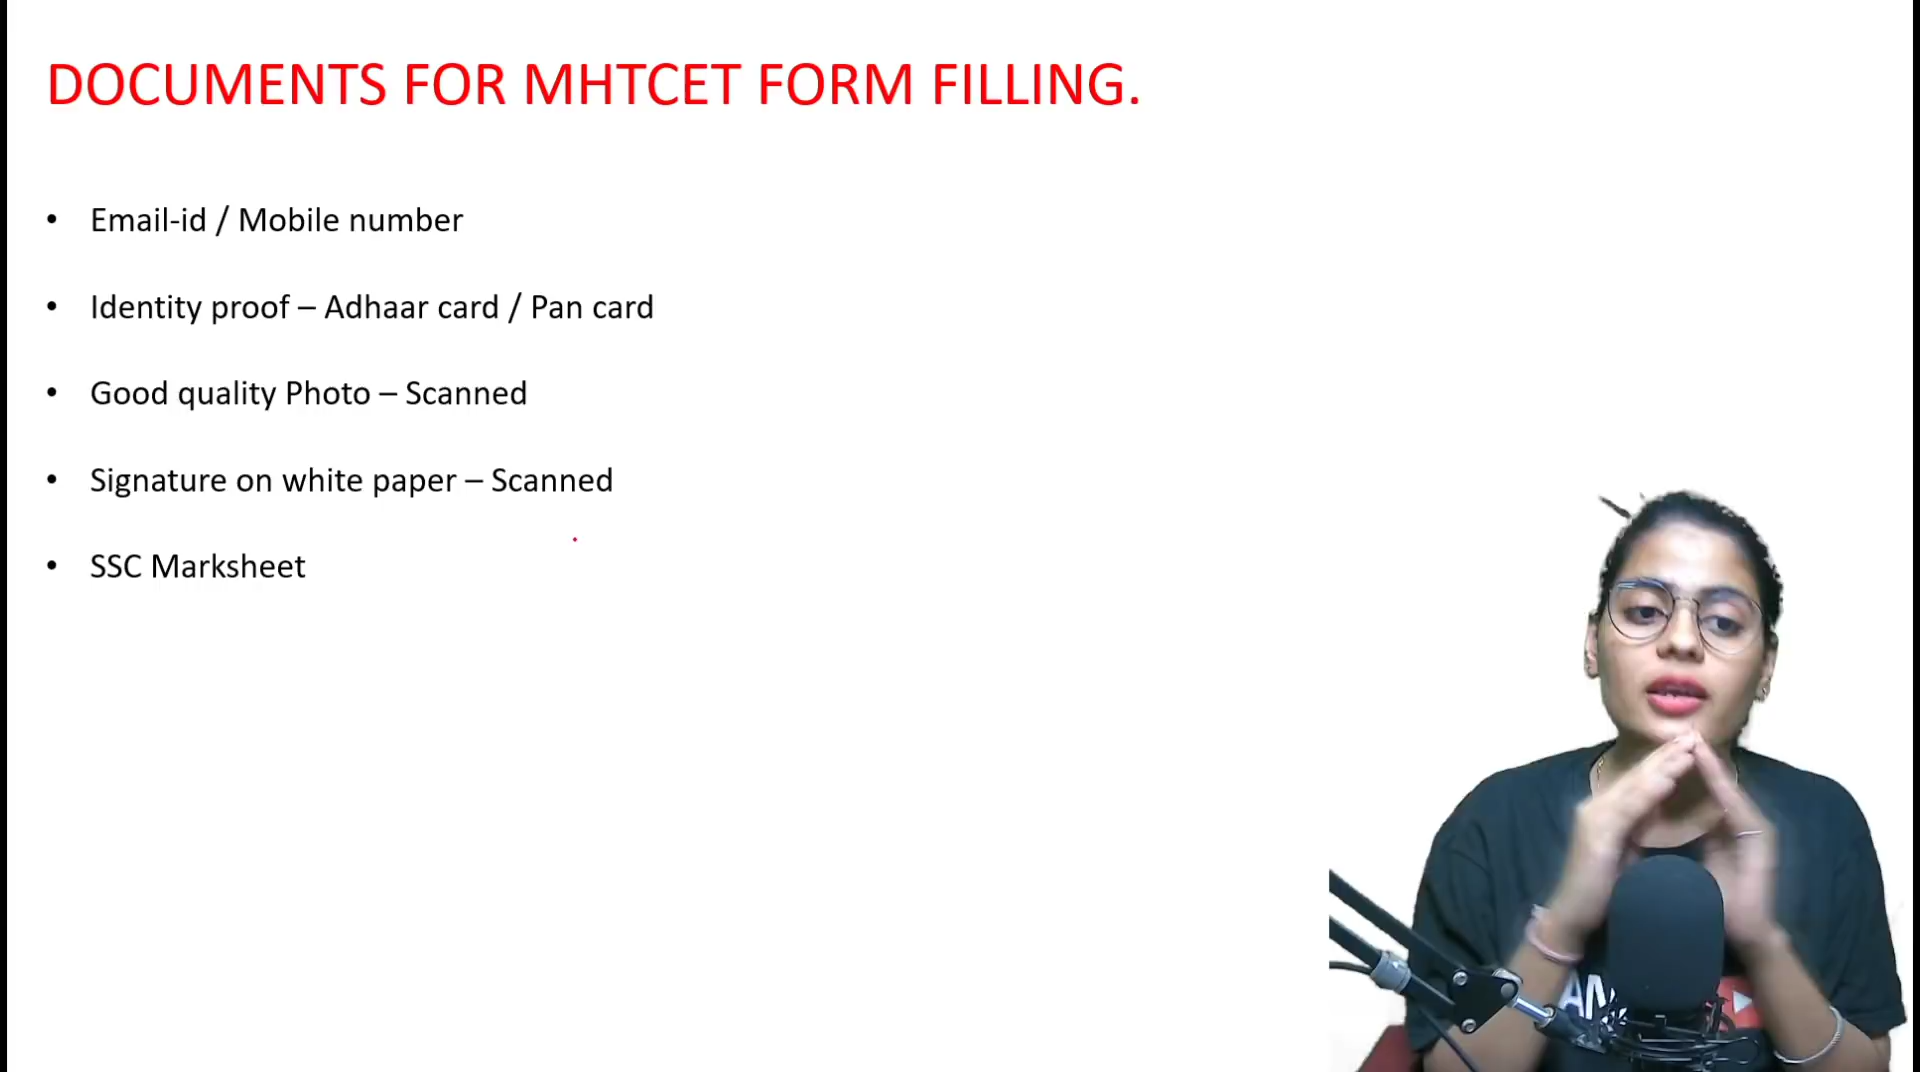 DOCUMENTS FOR MHTCET FORM FILLING.
• Email-id / Mobile number
• Identity proof – Adhaar card / Pan card
• Good quality Photo – Scanned
• Signature on white paper – Scanned
• SSC Marksheet